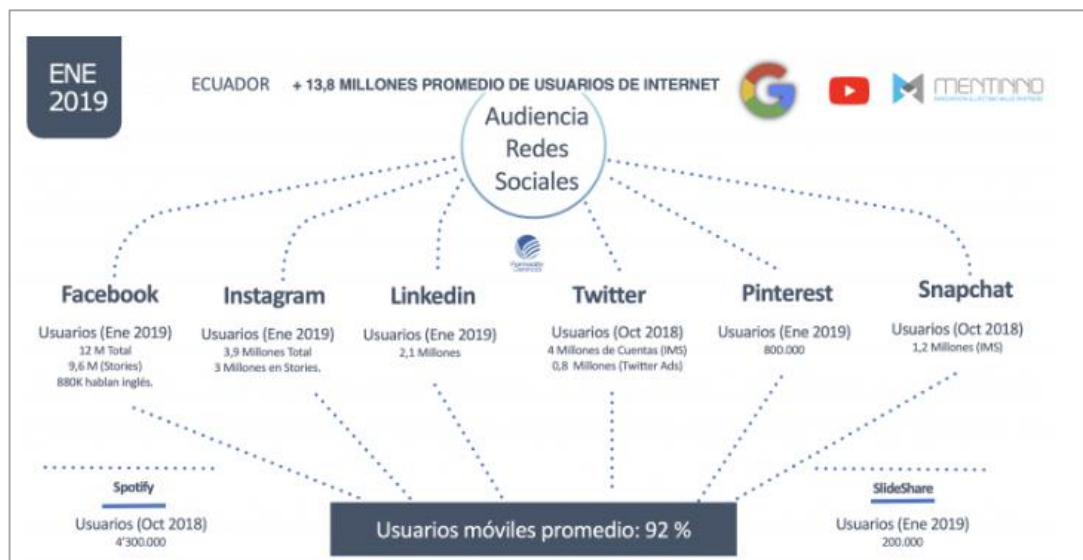 ENE
2019
ECUADOR + 13,8 MILLONES PROMEDIO DE USUARIOS DE INTERNET
MENTINNO
Audiencia
Redes
Sociales
Facebook
Usuarios (Ene 2019)
12 M Total
9,6 M (Stories)
880K hablan inglés.
Instagram
Usuarios (Ene 2019)
3,9 Millones Total
3 Millones en Stories.
Linkedin
Usuarios (Ene 2019)
2,1 Millones
Twitter
Usuarios (Oct 2018)
4 Millones de Cuentas (IMS)
0,8 Millones (Twitter Ads)
Pinterest
Usuarios (Ene 2019)
800.000
Snapchat
Usuarios (Oct 2018)
1,2 Millones (IMS)
Spotify
Usuarios (Oct 2018)
4'300.000
Usuarios móviles promedio: 92 %
SlideShare
Usuarios (Ene 2019)
200.000